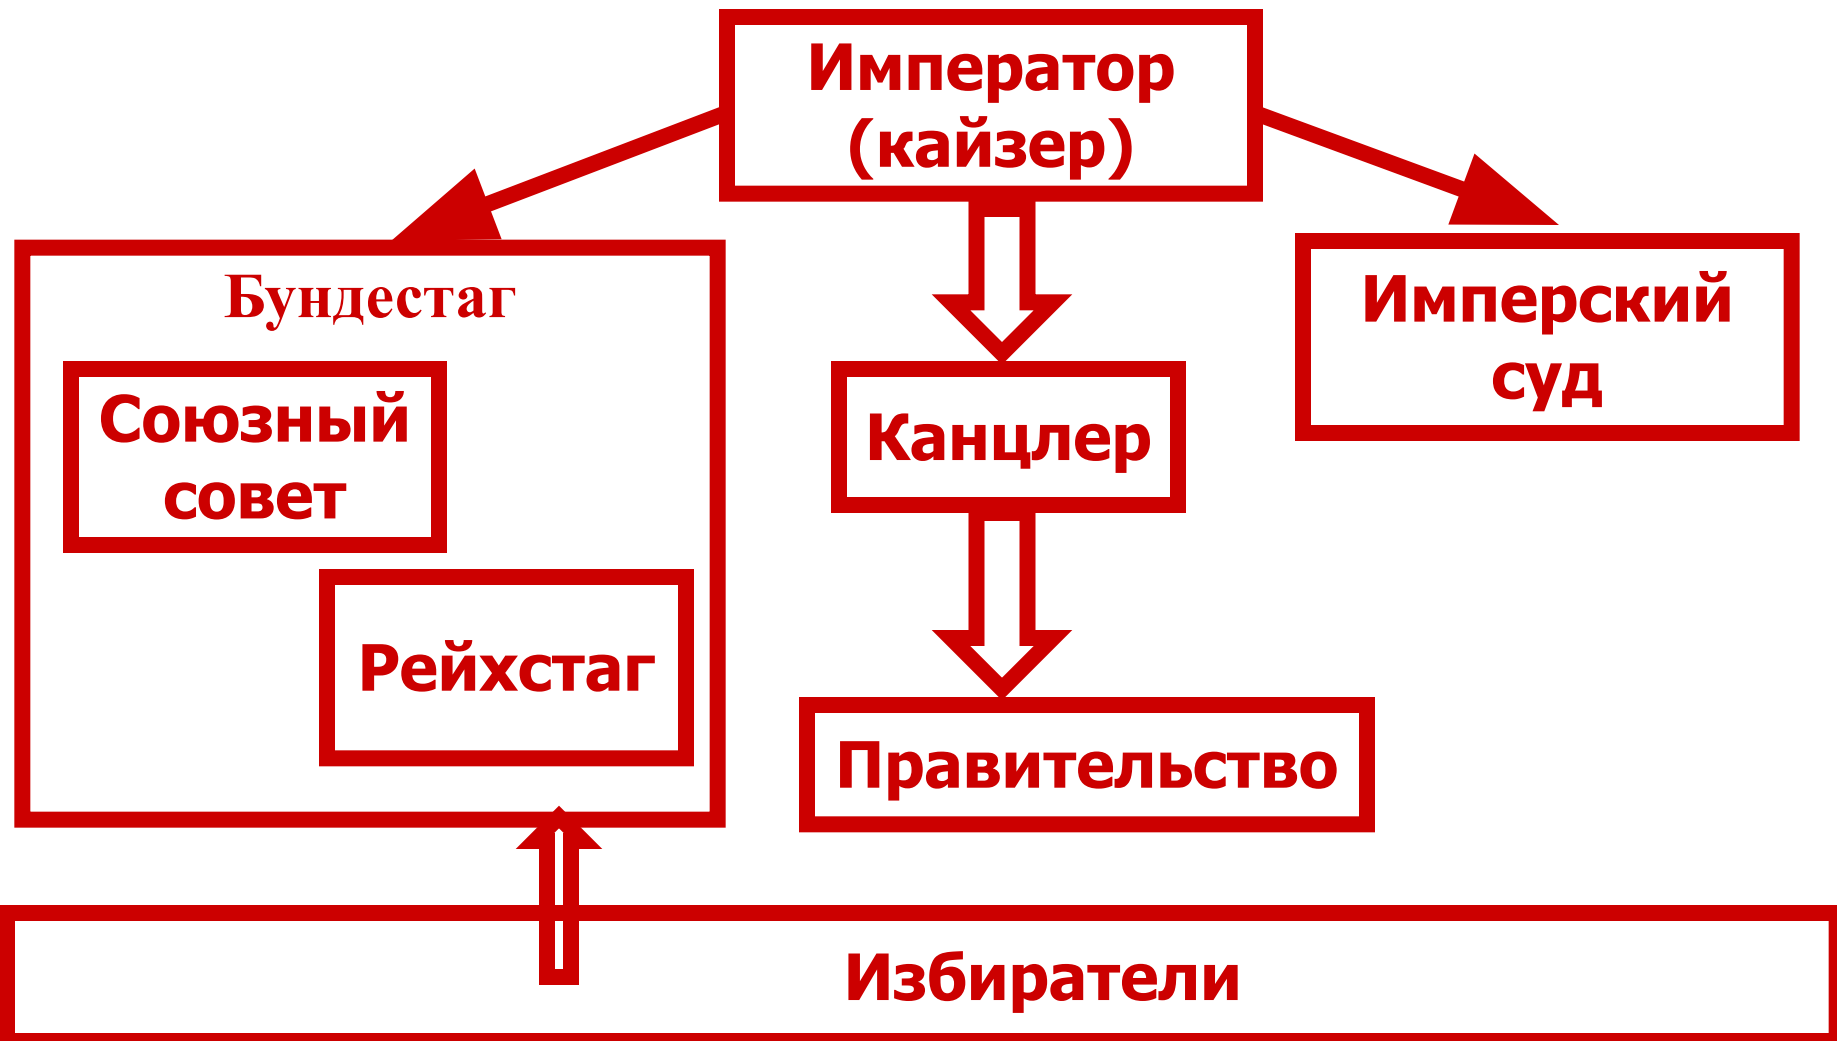 Император
(кайзер)
Бундестаг
Союзный
совет
Рейхстаг
Канцлер
Правительство
Имперский
суд
Избиратели